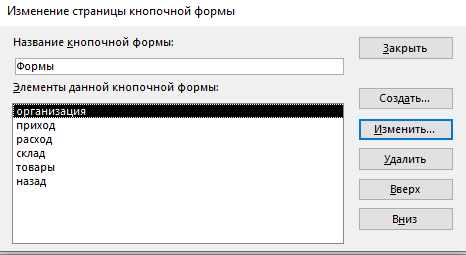 Изменение страницы кнопочной формы
Название кнопочной формы:
Закрыть
Формы
Элементы данной кнопочной формы:
Создать...
организация
приход
Изменить...
расход
склад
Удалить
товары
назад
Вверх
Вниз